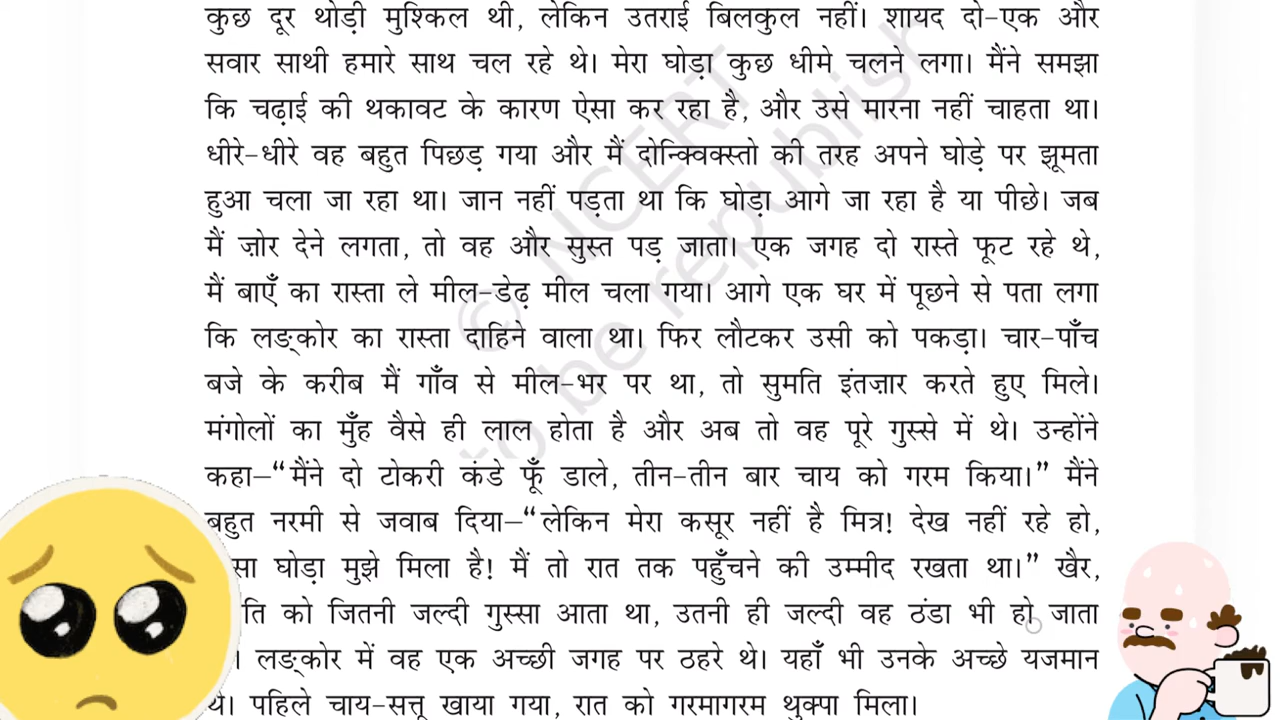 कुछ दूर थोड़ी मुश्किल थी, लेकिन उतराई बिलकुल नहीं। शायद दो-एक और
सवार साथी हमारे साथ चल रहे थे। मेरा घोड़ा कुछ धीमे चलने लगा। मैंने समझा
कि चढ़ाई की थकावट के कारण ऐसा कर रहा है, और उसे मारना नहीं चाहता था।
धीरे-धीरे वह बहुत पिछड़ गया और मैं दोन्क्विक्स्तो की तरह अपने घोड़े पर झूमता
हुआ चला जा रहा था। जान नहीं पड़ता था कि घोड़ा आगे जा रहा है या पीछे। जब
मैं ज़ोर देने लगता, तो वह और सुस्त पड़ जाता। एक जगह दो रास्ते फूट रहे थे,
मैं बाएँ का रास्ता ले मील-डेढ़ मील चला गया। आगे एक घर में पूछने से पता लगा
कि लङ्कोर का रास्ता दाहिने वाला था। फिर लौटकर उसी को पकड़ा। चार-पाँच
बजे के करीब मैं गाँव से मील-भर पर था, तो सुमति इंतज़ार करते हुए मिले।
मंगोलों का मुँह वैसे ही लाल होता है और अब तो वह पूरे गुस्से में थे। उन्होंने
कहा–“मैंने दो टोकरी कंडे फूँ डाले, तीन-तीन बार चाय को गरम किया।” मैंने
बहुत नरमी से जवाब दिया–“लेकिन मेरा कसूर नहीं है मित्र! देख नहीं रहे हो,
सा घोड़ा मुझे मिला है! मैं तो रात तक पहुँचने की उम्मीद रखता था।” खैर,
ति को जितनी जल्दी गुस्सा आता था, उतनी ही जल्दी वह ठंडा भी हो जाता
। लङ्कोर में वह एक अच्छी जगह पर ठहरे थे। यहाँ भी उनके अच्छे यजमान
थे। पहिले चाय-सत्तू खाया गया, रात को गरमागरम थुक्पा मिला।
© NCERT
to be republish